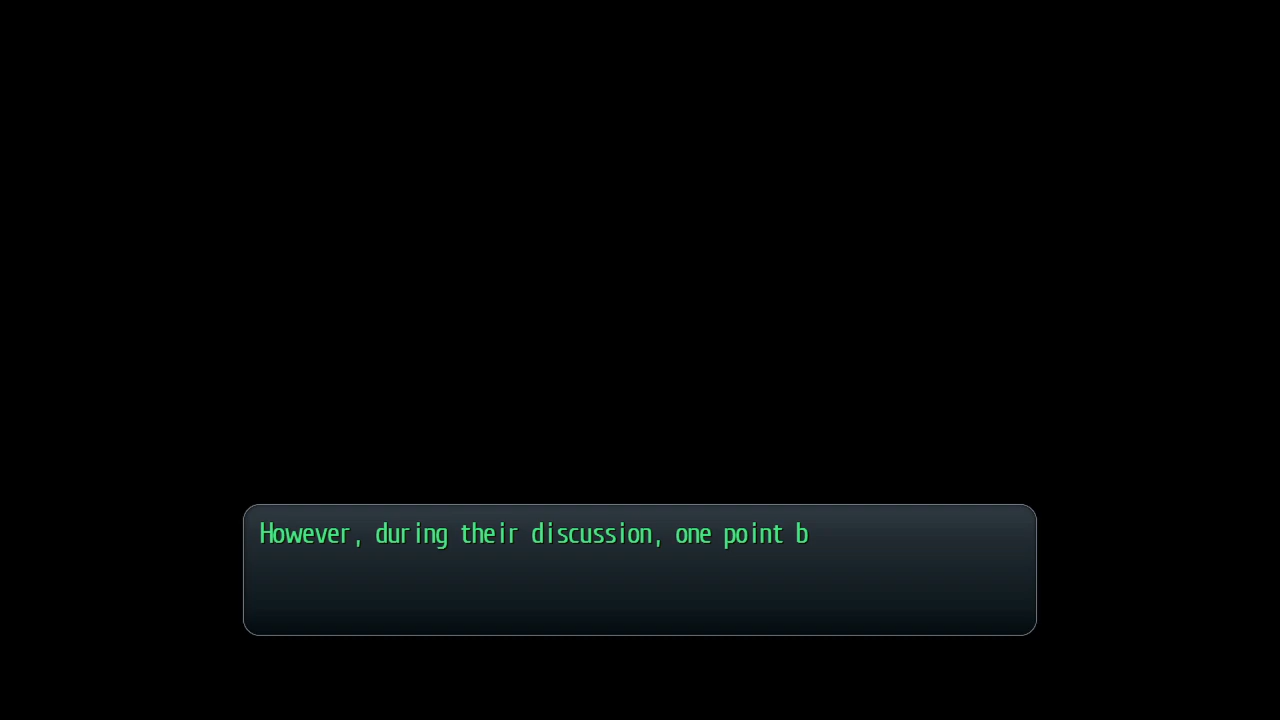 However, during their discussion, one point b